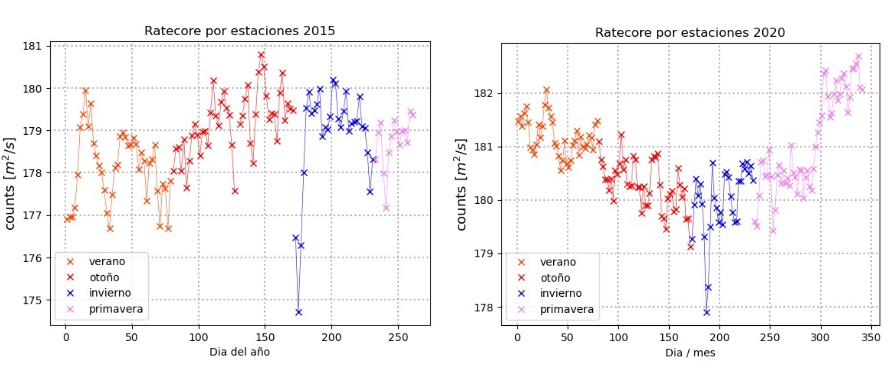 Ratecore por estaciones 2015
181
180
179
178
177
176
175
counts [m²/s]
verano
otoño
invierno
primavera
0
50
100
150
200
250
Dia del año
Ratecore por estaciones 2020
182
181
180
179
178
counts [m²/s]
verano
otoño
invierno
primavera
0
50
100
150
200
250
300
350
Dia / mes